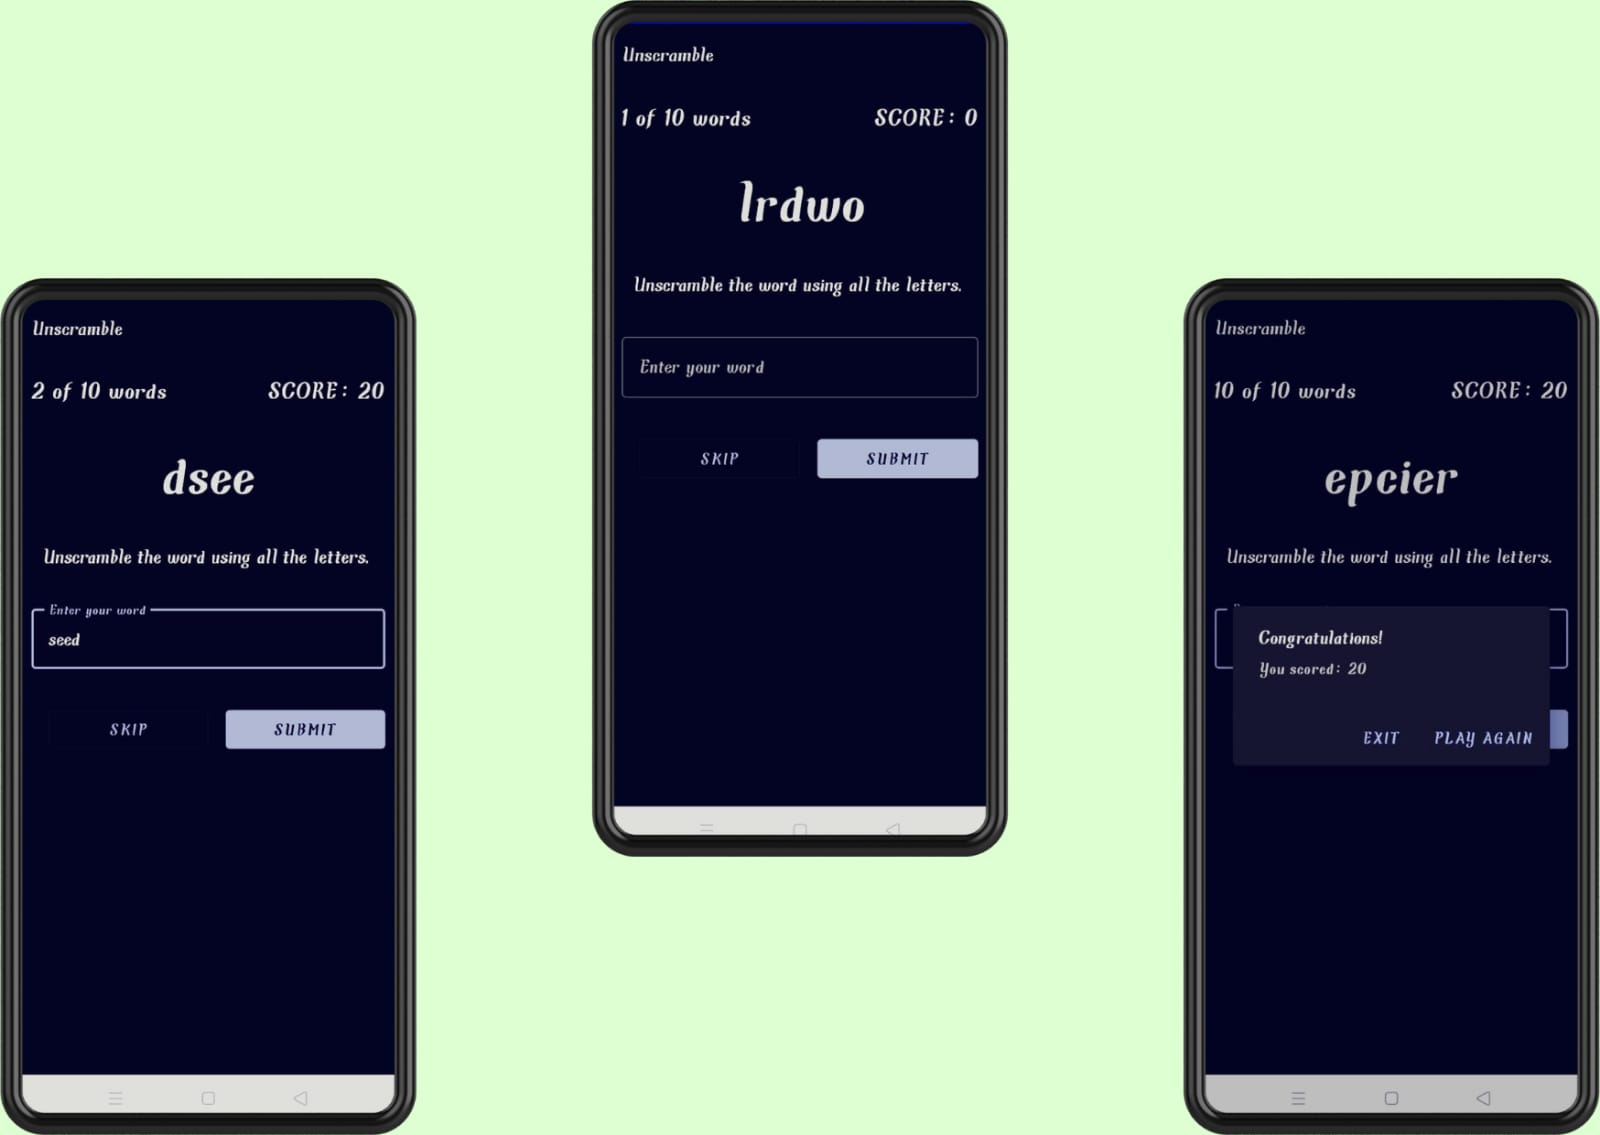 Unscramble
1 of 10 words SCORE: 0
lrdwo
Unscramble the word using all the letters.
Enter your word
SKIP SUBMIT
Unscramble
2 of 10 words SCORE: 20
dsee
Unscramble the word using all the letters.
Enter your word
seed
SKIP SUBMIT
Unscramble
10 of 10 words SCORE: 20
epcier
Unscramble the word using all the letters.
Congratulations!
You scored: 20
EXIT PLAY AGAIN